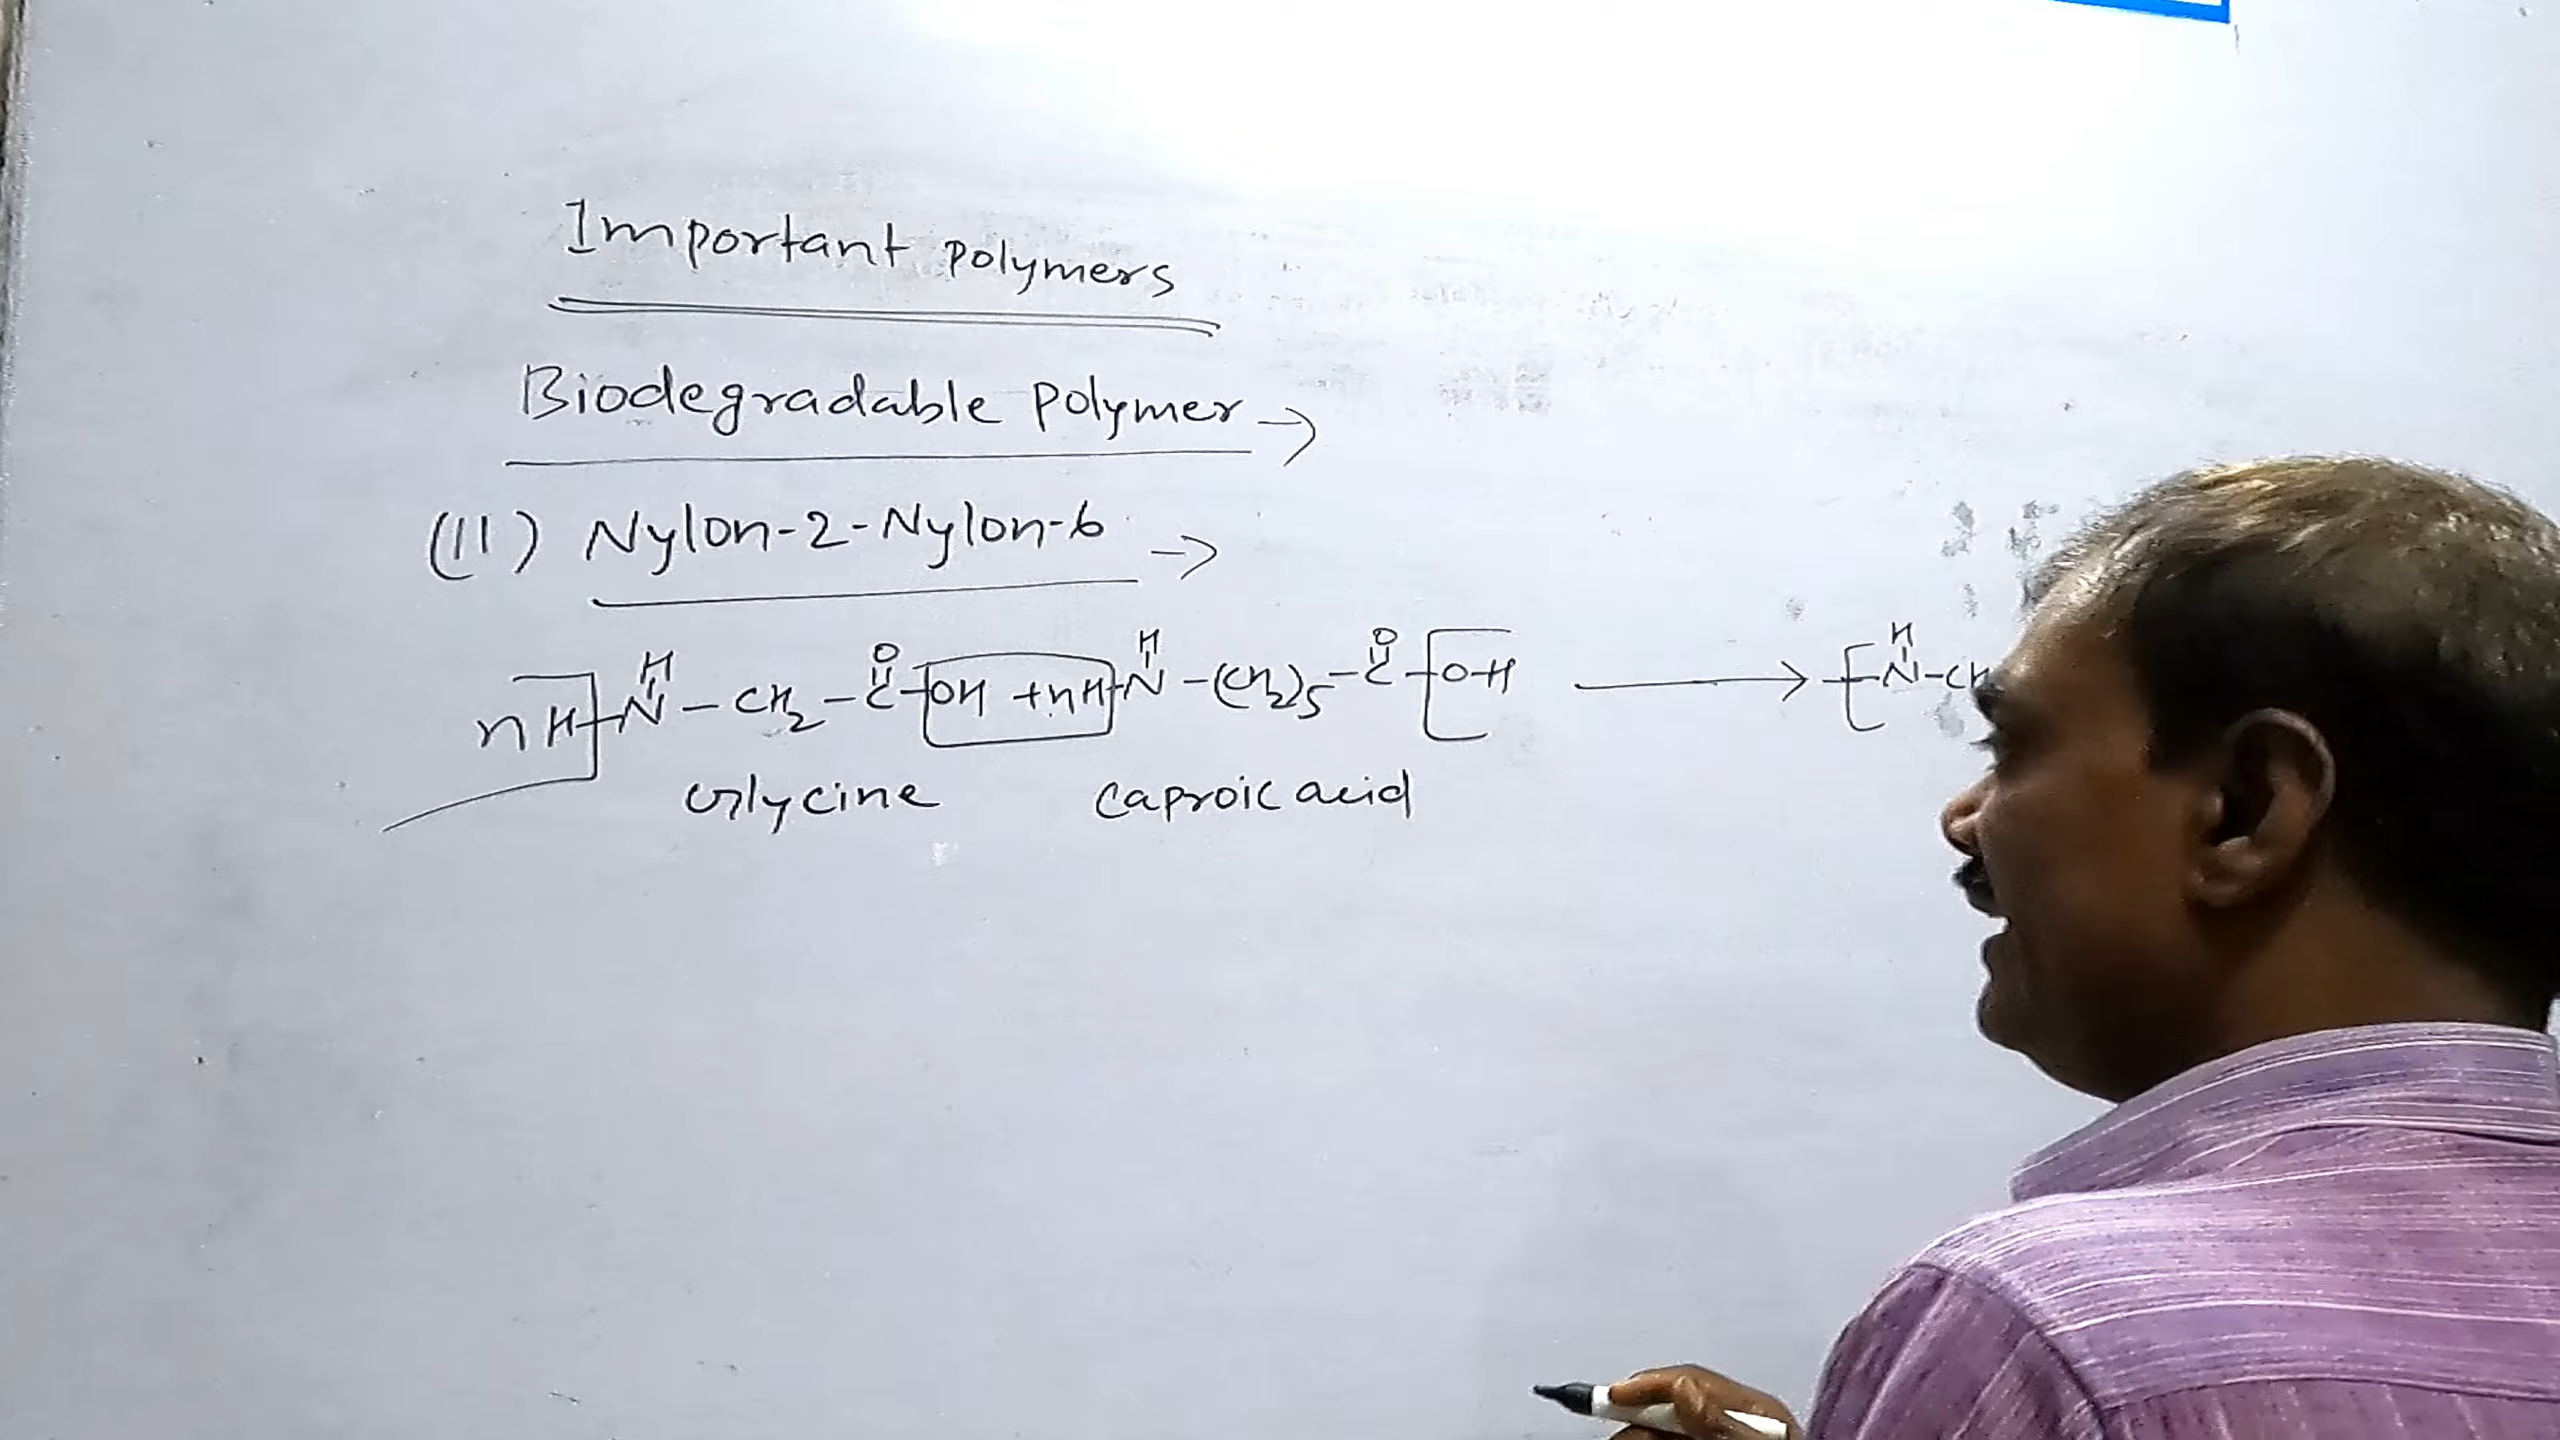 Important Polymers
Biodegradable Polymer →
(II) Nylon-2-Nylon-6 →
nH-N(H)-CH₂-C(=O)-OH + nH-N(H)-(CH₂)₅-C(=O)-OH → [N(H)-CH
Glycine Caproic acid